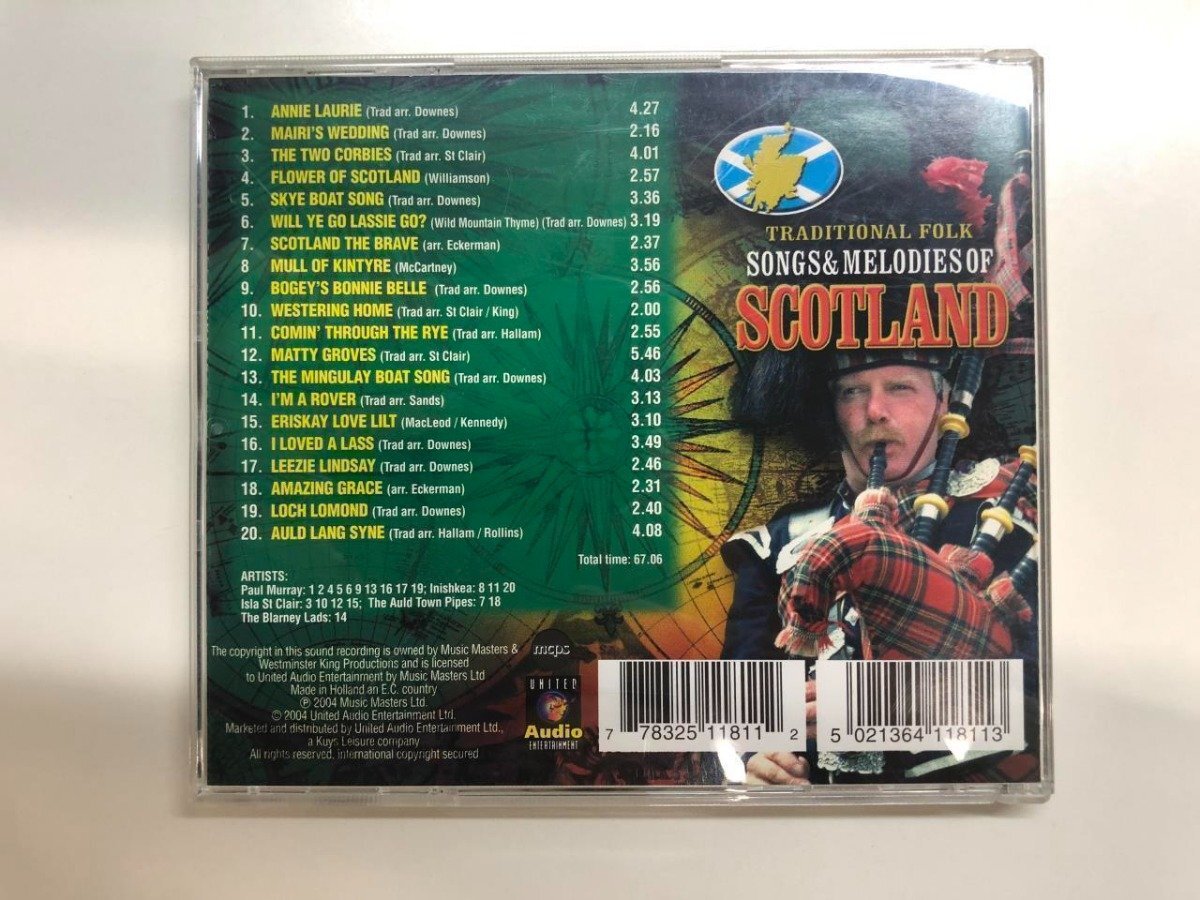 1. ANNIE LAURIE (Trad arr. Downes) 4.27
2. MAIRI'S WEDDING (Trad arr. Downes) 2.16
3. THE TWO CORBIES (Trad arr. St Clair) 4.01
4. FLOWER OF SCOTLAND (Williamson) 2.57
5. SKYE BOAT SONG (Trad arr. Downes) 3.36
6. WILL YE GO LASSIE GO? (Wild Mountain Thyme) (Trad arr. Downes) 3.19
7. SCOTLAND THE BRAVE (arr. Eckerman) 2.37
8 MULL OF KINTYRE (McCartney) 3.56
9. BOGEY'S BONNIE BELLE (Trad arr. Downes) 2.56
10. WESTERING HOME (Trad arr. St Clair / King) 2.00
11. COMIN' THROUGH THE RYE (Trad arr. Hallam) 2.55
12. MATTY GROVES (Trad arr. St Clair) 5.46
13. THE MINGULAY BOAT SONG (Trad arr. Downes) 4.03
14. I'M A ROVER (Trad arr. Sands) 3.13
15. ERISKAY LOVE LILT (MacLeod / Kennedy) 3.10
16. I LOVED A LASS (Trad arr. Downes) 3.49
17. LEEZIE LINDSAY (Trad arr. Downes) 2.46
18. AMAZING GRACE (arr. Eckerman) 2.31
19. LOCH LOMOND (Trad arr. Downes) 2.40
20. AULD LANG SYNE (Trad arr. Hallam / Rollins) 4.08
Total time: 67.06
ARTISTS:
Paul Murray: 1 2 4 5 6 9 13 16 17 19; Inishkea: 8 11 20
Isla St Clair: 3 10 12 15; The Auld Town Pipes: 7 18
The Blarney Lads: 14
The copyright in this sound recording is owned by Music Masters &
Westminster King Productions and is licensed
to United Audio Entertainment by Music Masters Ltd
Made in Holland an E.C. country
℗ 2004 Music Masters Ltd.
© 2004 United Audio Entertainment Ltd.
Marketed and distributed by United Audio Entertainment Ltd.,
a Kuys Leisure company
All rights reserved, international copyright secured
mcps
UNITED
Audio
ENTERTAINMENT
TRADITIONAL FOLK
SONGS & MELODIES OF
SCOTLAND
7 78325 11811 2
5 021364 118113